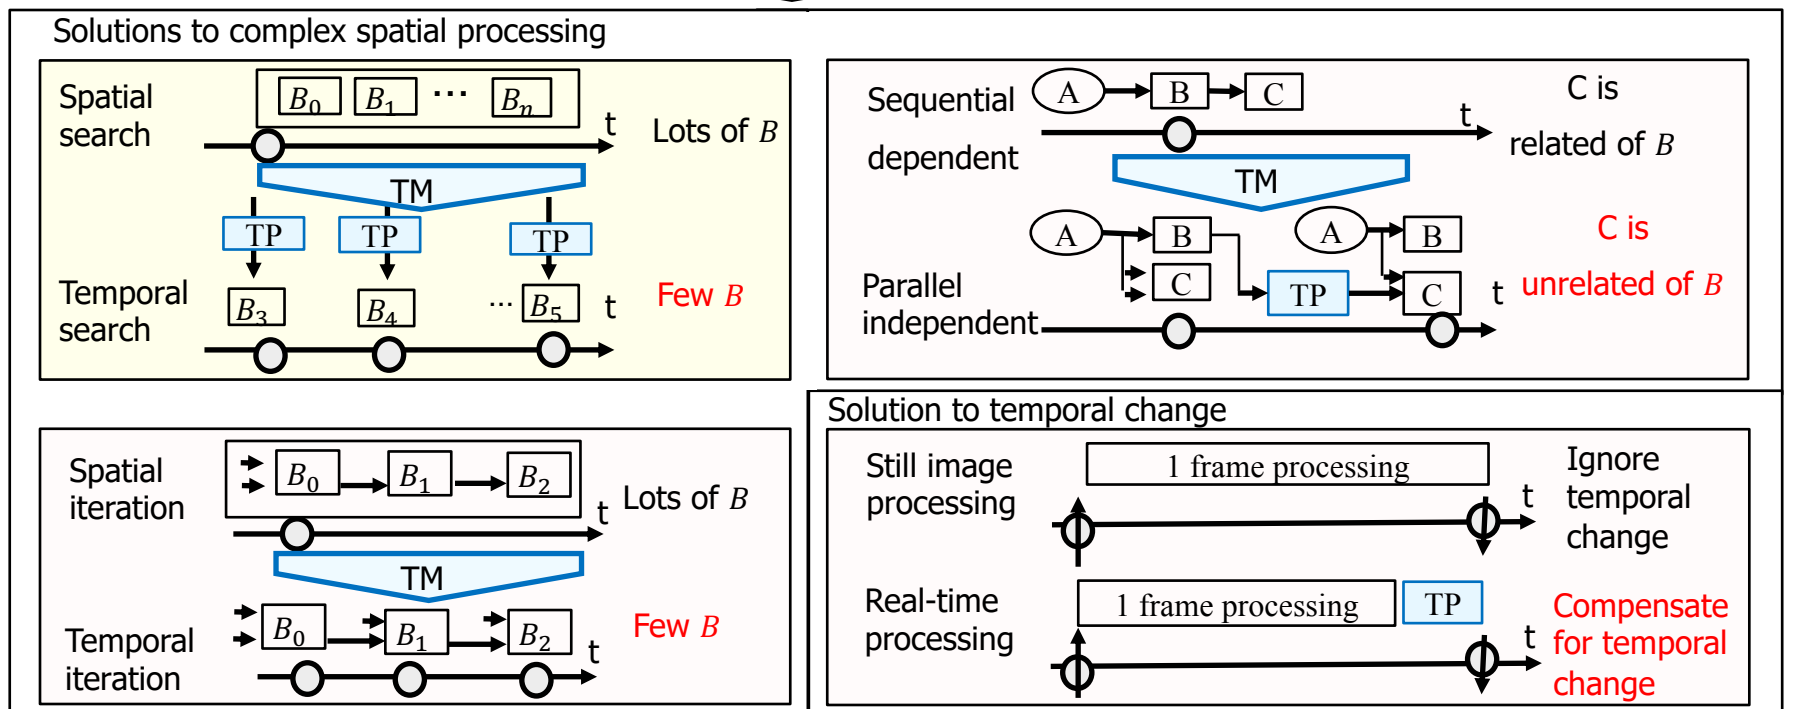 Solutions to complex spatial processing
Spatial
search
B₀ B₁ ··· Bₙ
t
Lots of B
TM
TP TP TP
Temporal
search
B₃ B₄ ... B₅
t
Few B
Sequential
dependent
A B C
t
C is
related of B
TM
Parallel
independent
A B A B
C TP C
t
C is
unrelated of B
Spatial
iteration
B₀ B₁ B₂
t
Lots of B
TM
Temporal
iteration
B₀ B₁ B₂
t
Few B
Solution to temporal change
Still image
processing
1 frame processing
t
Ignore
temporal
change
Real-time
processing
1 frame processing TP
t
Compensate
for temporal
change